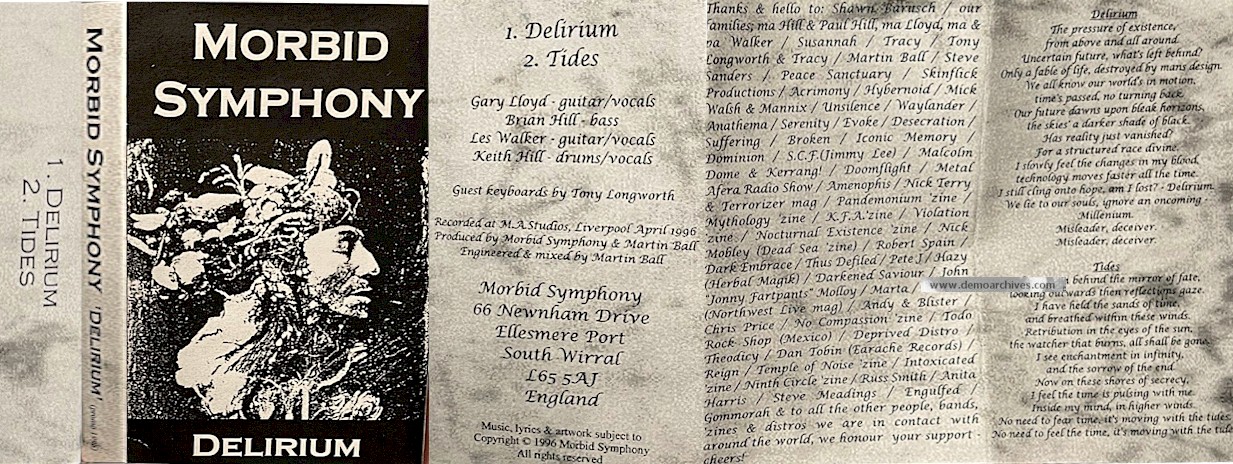 1. DELIRIUM
2. TIDES
MORBID SYMPHONY 'DELIRIUM'
MORBID
SYMPHONY
DELIRIUM
1. Delirium
2. Tides
Gary Lloyd - guitar/vocals
Brian Hill - bass
Les Walker - guitar/vocals
Keith Hill - drums/vocals
Guest keyboards by Tony Longworth
Recorded at M.A.Studios, Liverpool April 1996
Produced by Morbid Symphony & Martin Ball
Engineered & mixed by Martin Ball
Morbid Symphony
66 Newnham Drive
Ellesmere Port
South Wirral
L65 5AJ
England
Music, lyrics & artwork subject to
Copyright © 1996 Morbid Symphony
All rights reserved
Thanks & hello to: Shawn Barusch / our
families; ma Hill & Paul Hill, ma Lloyd, ma &
pa Walker / Susannah / Tracy / Tony
Longworth & Tracy / Martin Ball / Steve
Sanders / Peace Sanctuary / Skinflick
Productions / Acrimony / Hybernoid / Mick
Walsh & Mannix / Unsilence / Waylander /
Anathema / Serenity / Evoke / Desecration /
Suffering / Broken / Iconic Memory /
Dominion / S.C.F.(Jimmy Lee) / Malcolm
Dome & Kerrang! / Doomflight / Metal
Afera Radio Show / Amenophis / Nick Terry
& Terrorizer mag / Pandemonium 'zine /
Mythology 'zine / K.F.A.'zine / Violation
'zine / Nocturnal Existence 'zine / Nick
Mobley (Dead Sea 'zine) / Robert Spain /
Dark Embrace / Thus Defiled / Pete J / Hazy
(Herbal Magik) / Darkened Saviour / John
"Jonny Fartpants" Molloy / Marta /
(Northwest Live mag) / Andy & Blister /
Chris Price / No Compassion 'zine / Todo
Rock Shop (Mexico) / Deprived Distro /
Theodicy / Dan Tobin (Earache Records) /
Reign / Temple of Noise 'zine / Intoxicated
'zine / Ninth Circle 'zine / Russ Smith / Anita
Harris / Steve Meadings / Engulfed /
Gommorah & to all the other people, bands,
'zines & distros we are in contact with
around the world, we honour your support -
cheers!
Delirium
The pressure of existence,
from above and all around.
Uncertain future, what's left behind?
Only a fable of life, destroyed by mans design.
We all know our world's in motion,
time's passed, no turning back.
Our future dawns upon bleak horizons,
the skies' a darker shade of black.
Has reality just vanished?
For a structured race divine.
I slowly feel the changes in my blood,
technology moves faster all the time.
I still cling onto hope, am I lost? - Delirium.
We lie to our souls, ignore an oncoming -
Millenium.
Misleader, deceiver.
Misleader, deceiver.
Tides
behind the mirror of fate,
www.demoarchives.com
looking outwards then reflections gaze.
I have held the sands of time,
and breathed within these winds.
Retribution in the eyes of the sun,
the watcher that burns, all shall be gone.
I see enchantment in infinity,
and the sorrow of the end.
Now on these shores of secrecy,
I feel the time is pulsing with me.
Inside my mind, in higher winds.
No need to fear time, it's moving with the tides.
No need to feel the time, it's moving with the tide